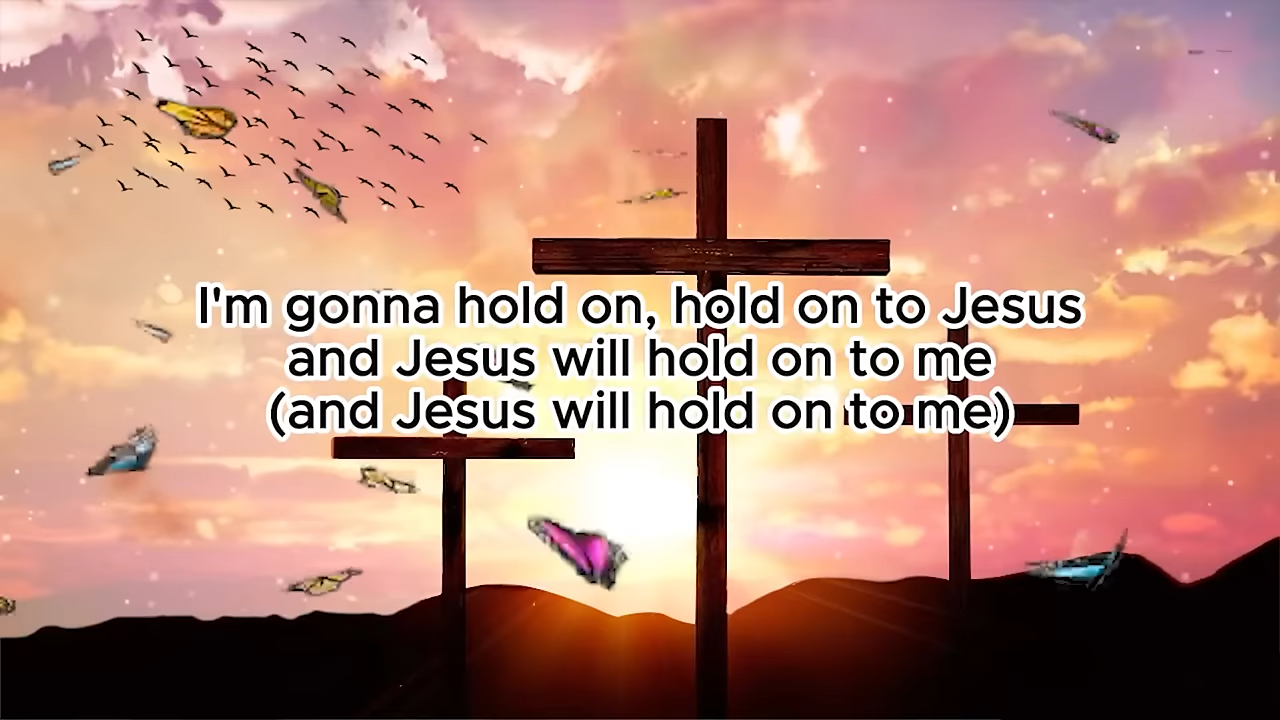 I'm gonna hold on, hold on to Jesus
and Jesus will hold on to me
(and Jesus will hold on to me)